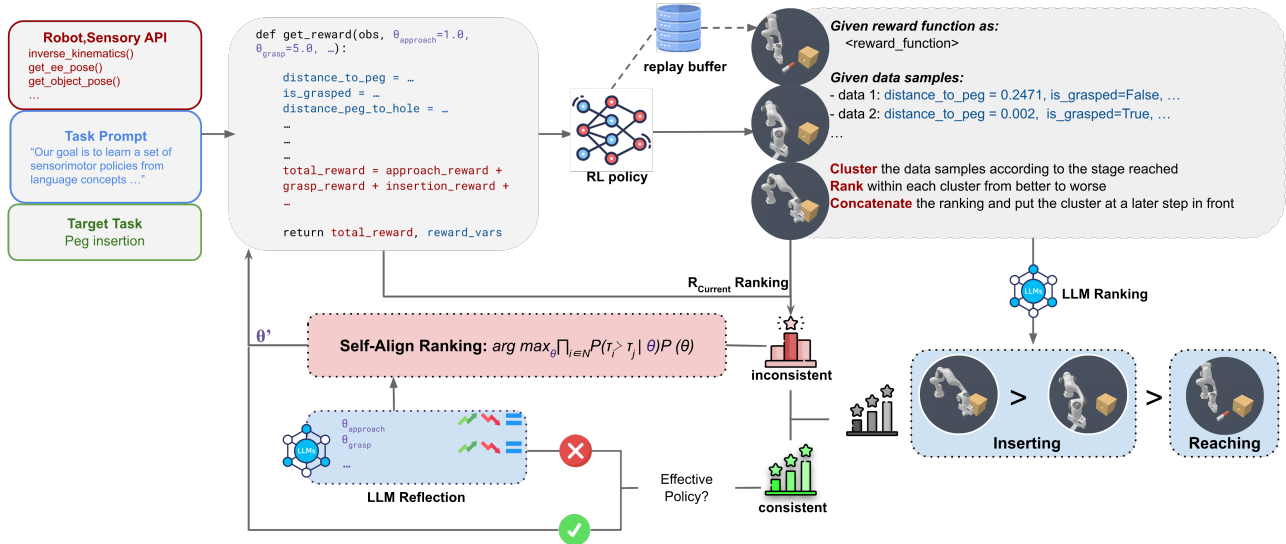 Robot,Sensory API
inverse_kinematics()
get_ee_pose()
get_object_pose()
…
Task Prompt
“Our goal is to learn a set of
sensorimotor policies from
language concepts …”
Target Task
Peg insertion
def get_reward(obs, θapproach=1.0,
θgrasp=5.0, …):
distance_to_peg = …
is_grasped = …
distance_peg_to_hole = …
…
…
…
total_reward = approach_reward +
grasp_reward + insertion_reward +
…
return total_reward, reward_vars
replay buffer
RL policy
Given reward function as:
<reward_function>
Given data samples:
- data 1: distance_to_peg = 0.2471, is_grasped=False, …
- data 2: distance_to_peg = 0.002, is_grasped=True, …
…
Cluster the data samples according to the stage reached
Rank within each cluster from better to worse
Concatenate the ranking and put the cluster at a later step in front
RCurrent Ranking
LLMs
LLM Ranking
θ’
Self-Align Ranking: arg maxθ∏i∈N P(τi > τj | θ)P (θ)
inconsistent
> >
Inserting
Reaching
LLMs
θapproach
θgrasp
…
LLM Reflection
Effective
Policy?
consistent